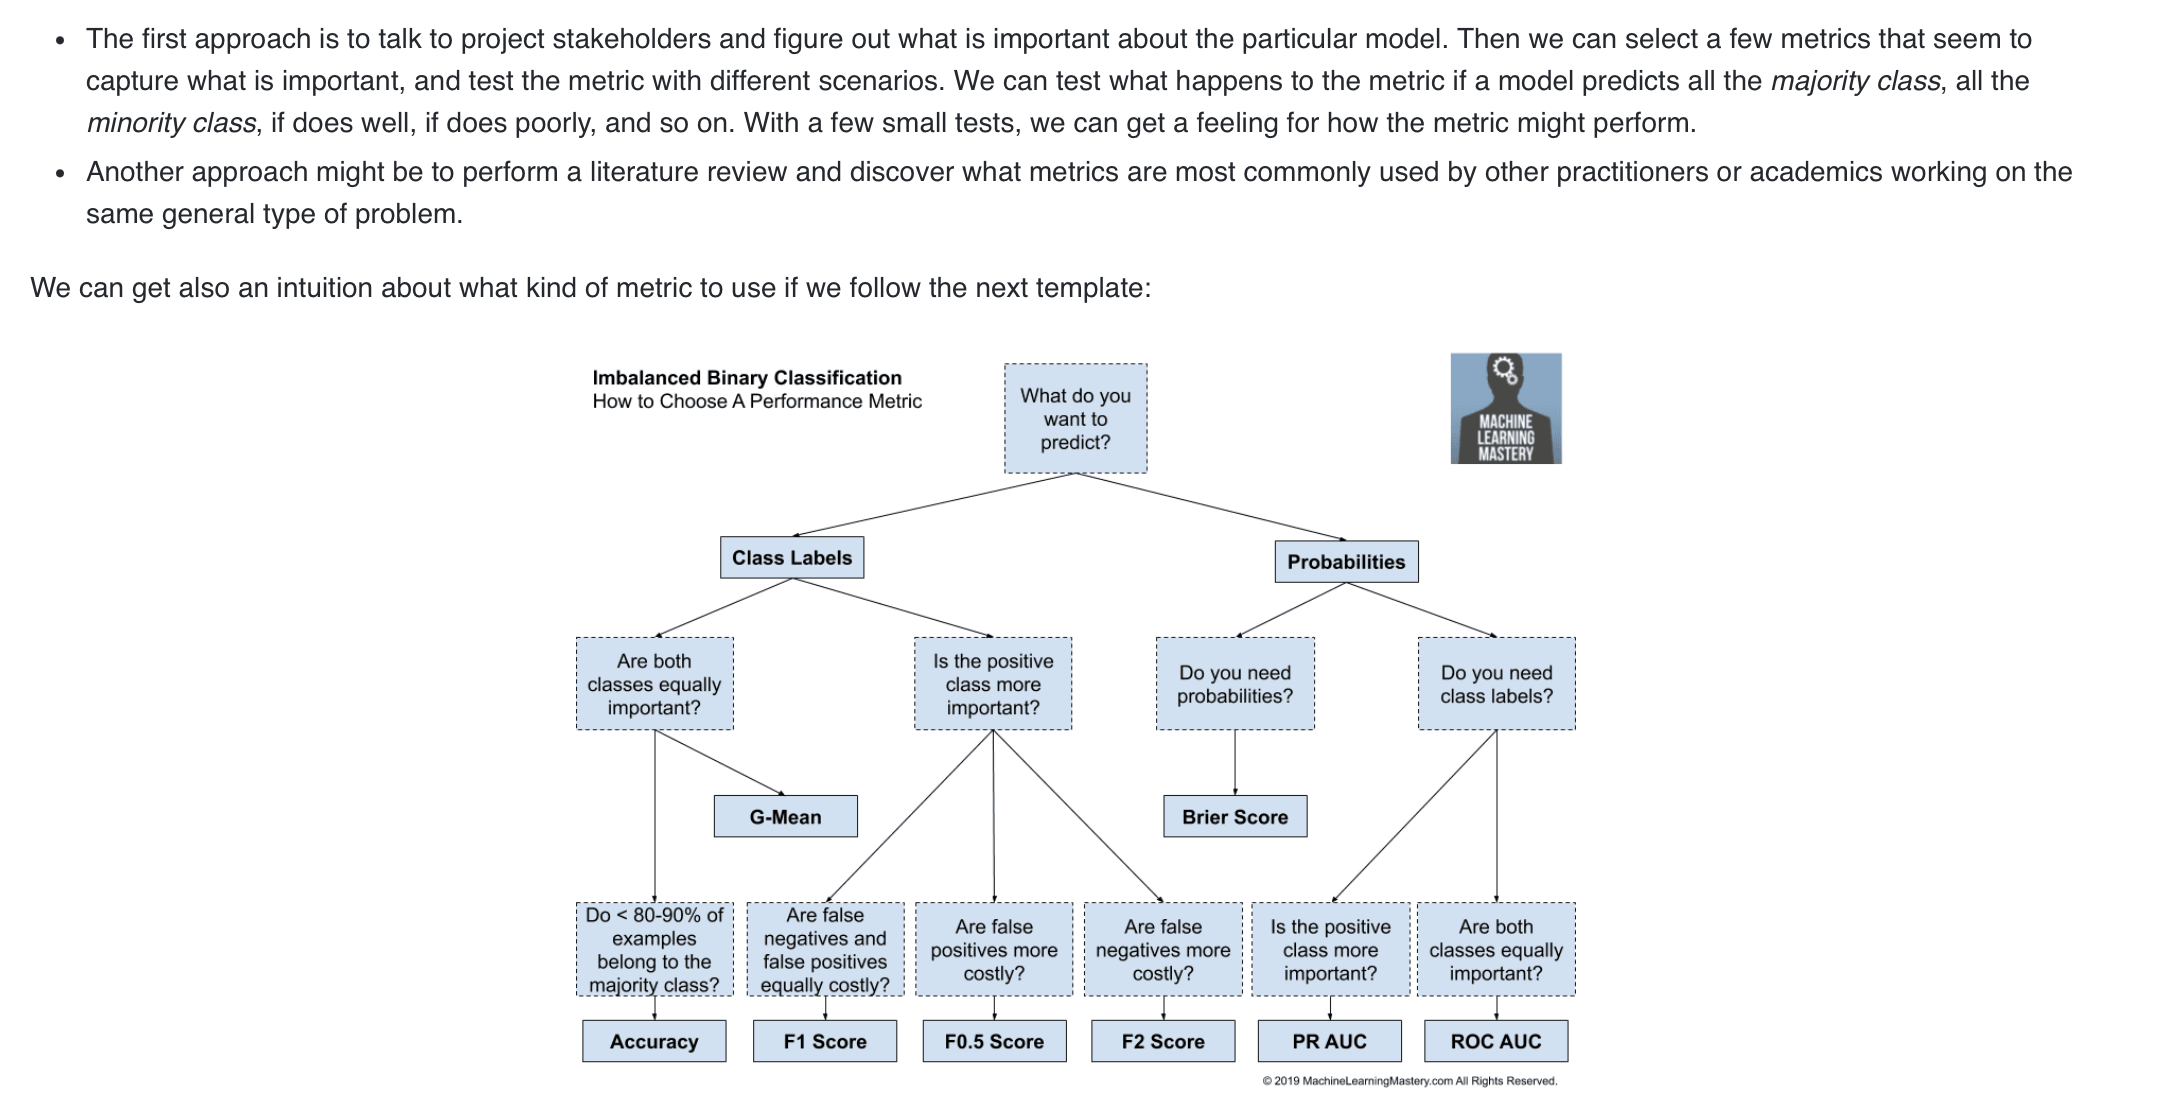 The first approach is to talk to project stakeholders and figure out what is important about the particular model. Then we can select a few metrics that seem to
capture what is important, and test the metric with different scenarios. We can test what happens to the metric if a model predicts all the majority class, all the
minority class, if does well, if does poorly, and so on. With a few small tests, we can get a feeling for how the metric might perform.
Another approach might be to perform a literature review and discover what metrics are most commonly used by other practitioners or academics working on the
same general type of problem.
We can get also an intuition about what kind of metric to use if we follow the next template:
Imbalanced Binary Classification
How to Choose A Performance Metric
What do you
want to
predict?
MACHINE
LEARNING
MASTERY
Class Labels
Probabilities
Are both
classes equally
important?
Is the positive
class more
important?
Do you need
probabilities?
Do you need
class labels?
G-Mean
Brier Score
Do < 80-90% of
examples
belong to the
majority class?
Are false
negatives and
false positives
equally costly?
Are false
positives more
costly?
Are false
negatives more
costly?
Is the positive
class more
important?
Are both
classes equally
important?
Accuracy
F1 Score
F0.5 Score
F2 Score
PR AUC
ROC AUC
© 2019 MachineLearningMastery.com All Rights Reserved.